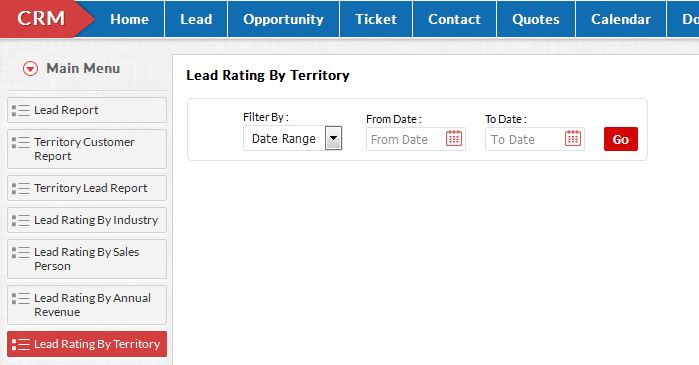 CRM Home Lead Opportunity Ticket Contact Quotes Calendar
Main Menu
Lead Report
Territory Customer
Report
Territory Lead Report
Lead Rating By Industry
Lead Rating By Sales
Person
Lead Rating By Annual
Revenue
Lead Rating By Territory
Lead Rating By Territory
Filter By : From Date : To Date :
Date Range From Date To Date Go